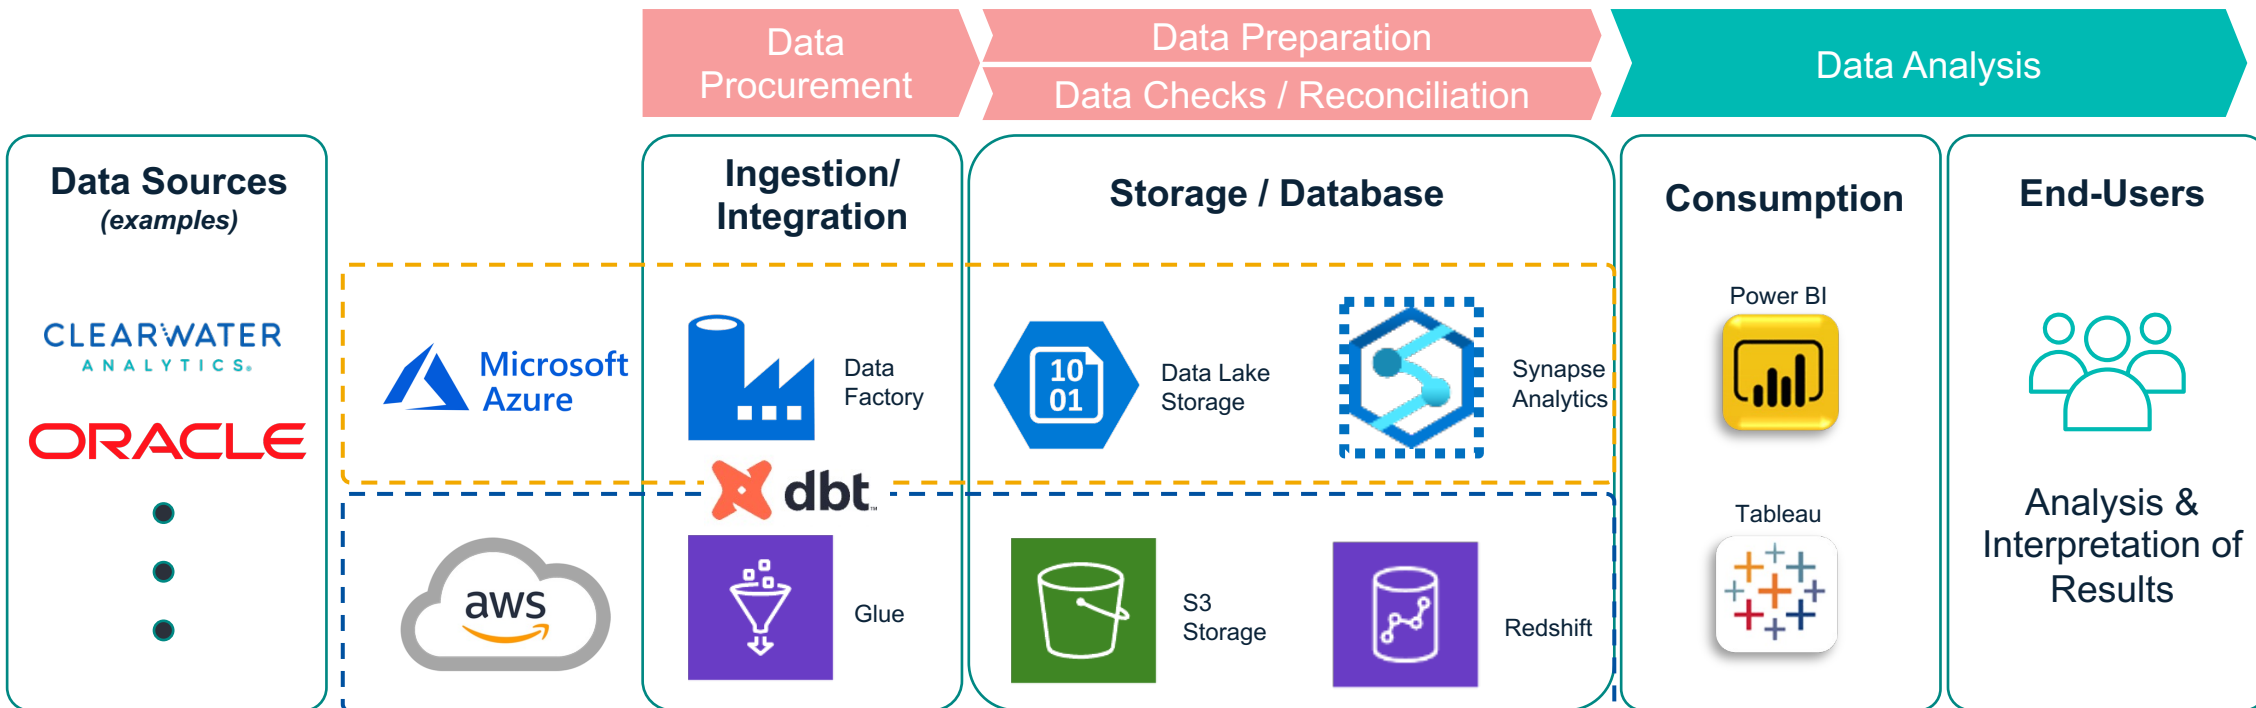 Data
Procurement
Data Preparation
Data Checks / Reconciliation
Data Analysis
Data Sources
(examples)
CLEARWATER
ANALYTICS®
ORACLE
Microsoft
Azure
aws
Ingestion/
Integration
Data
Factory
dbt™
Glue
Storage / Database
10
01
Data Lake
Storage
Synapse
Analytics
S3
Storage
Redshift
Consumption
Power BI
Tableau
End-Users
Analysis &
Interpretation of
Results